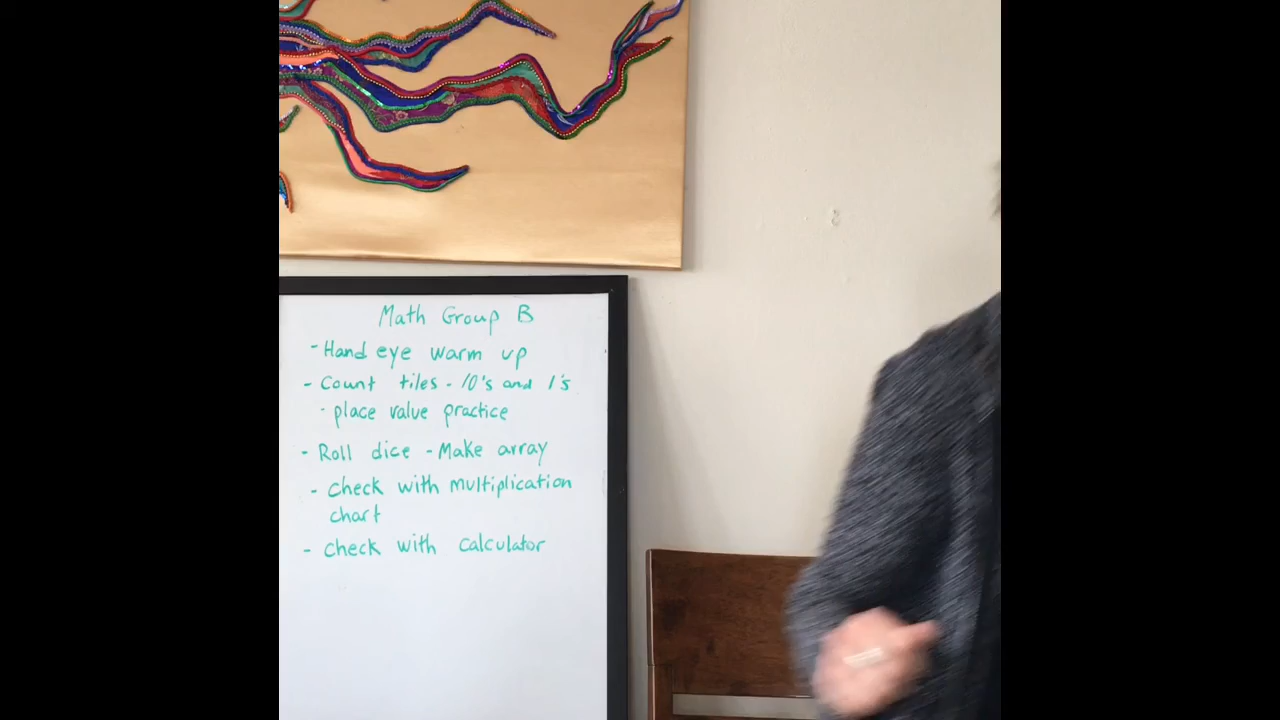 Math Group B
- Hand eye warm up
- Count tiles - 10's and 1's
- place value practice
- Roll dice - Make array
- check with multiplication
chart
- check with calculator